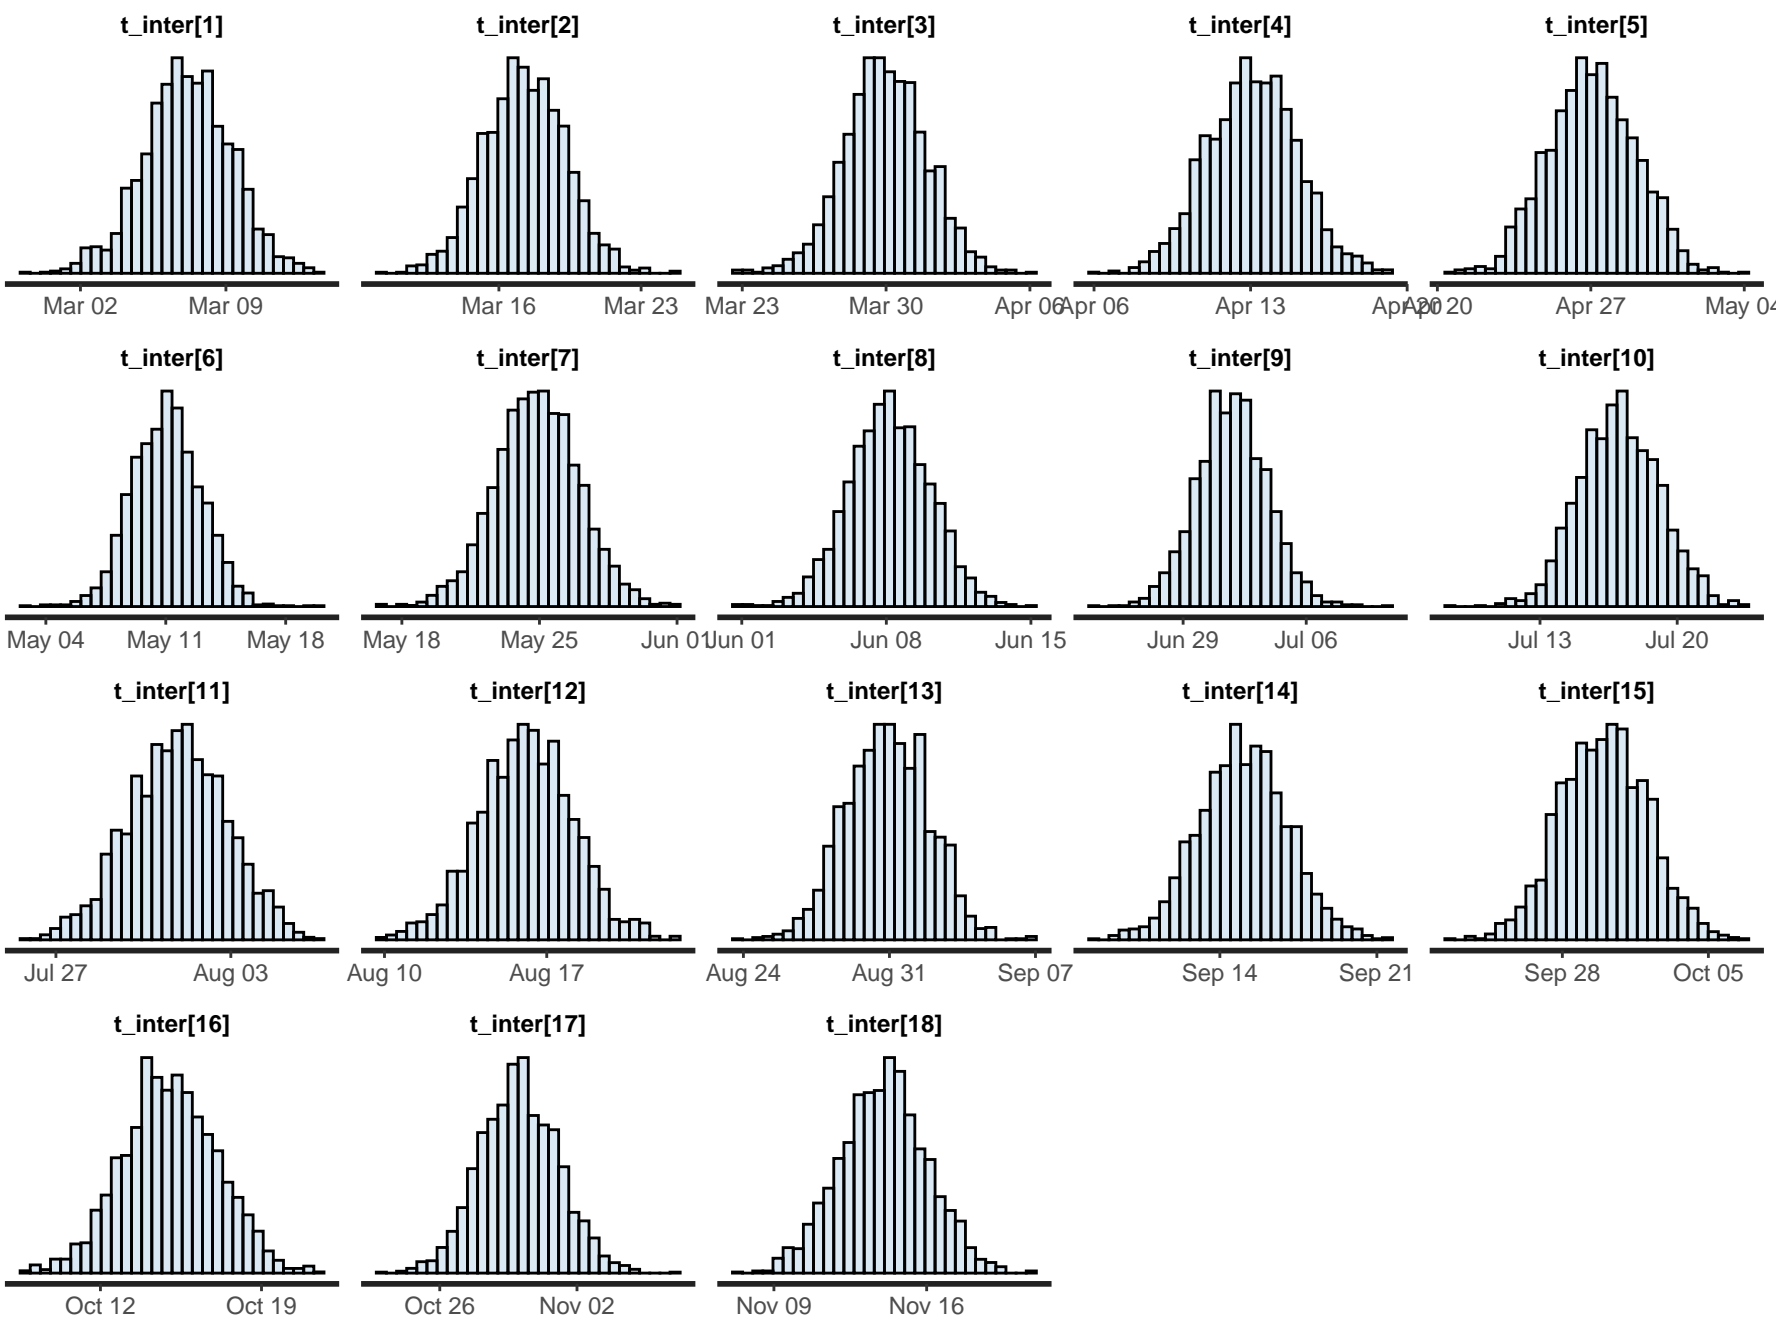 t_inter[1] t_inter[2] t_inter[3] t_inter[4] t_inter[5]
Mar 02 Mar 09 Mar 16 Mar 23 Mar 23 Mar 30 Apr 06 Apr 06 Apr 13 Apr 20 Apr 20 Apr 27 May 04
t_inter[6] t_inter[7] t_inter[8] t_inter[9] t_inter[10]
May 04 May 11 May 18 May 18 May 25 Jun 01 Jun 01 Jun 08 Jun 15 Jun 29 Jul 06 Jul 13 Jul 20
t_inter[11] t_inter[12] t_inter[13] t_inter[14] t_inter[15]
Jul 27 Aug 03 Aug 10 Aug 17 Aug 24 Aug 31 Sep 07 Sep 14 Sep 21 Sep 28 Oct 05
t_inter[16] t_inter[17] t_inter[18]
Oct 12 Oct 19 Oct 26 Nov 02 Nov 09 Nov 16